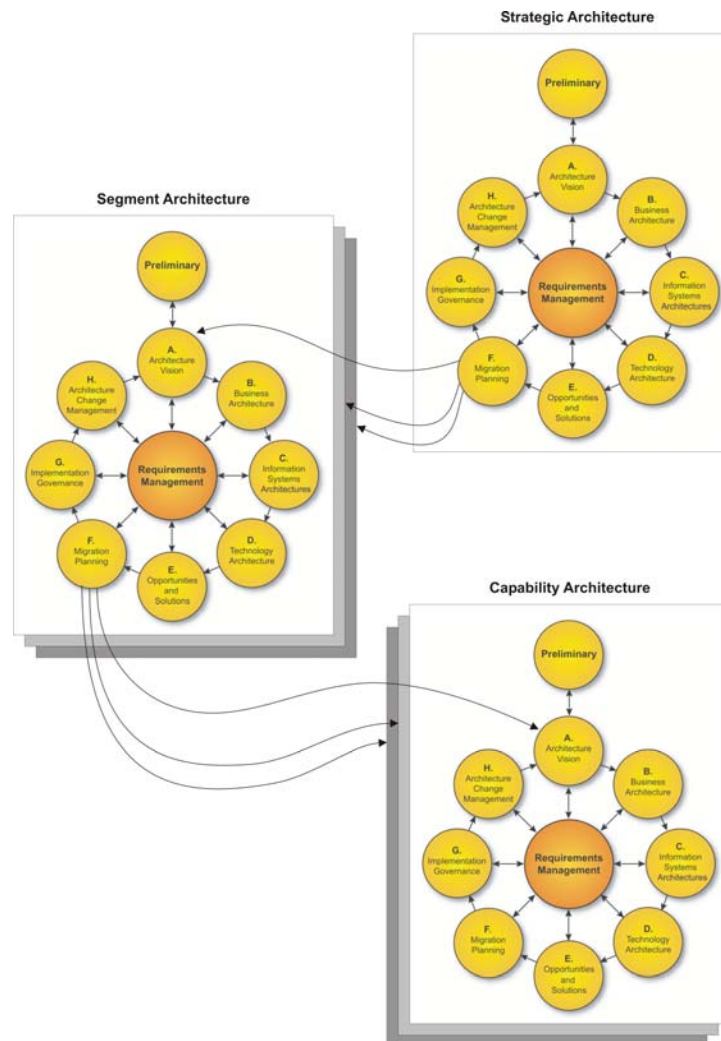 Strategic Architecture
Preliminary
A.
Architecture
Vision
H.
Architecture
Change
Management
B.
Business
Architecture
G.
Implementation
Governance
Requirements
Management
C.
Information
Systems
Architectures
F.
Migration
Planning
D.
Technology
Architecture
E.
Opportunities
and
Solutions
Segment Architecture
Preliminary
A.
Architecture
Vision
H.
Architecture
Change
Management
B.
Business
Architecture
G.
Implementation
Governance
Requirements
Management
C.
Information
Systems
Architectures
F.
Migration
Planning
D.
Technology
Architecture
E.
Opportunities
and
Solutions
Capability Architecture
Preliminary
A.
Architecture
Vision
H.
Architecture
Change
Management
B.
Business
Architecture
G.
Implementation
Governance
Requirements
Management
C.
Information
Systems
Architectures
F.
Migration
Planning
D.
Technology
Architecture
E.
Opportunities
and
Solutions